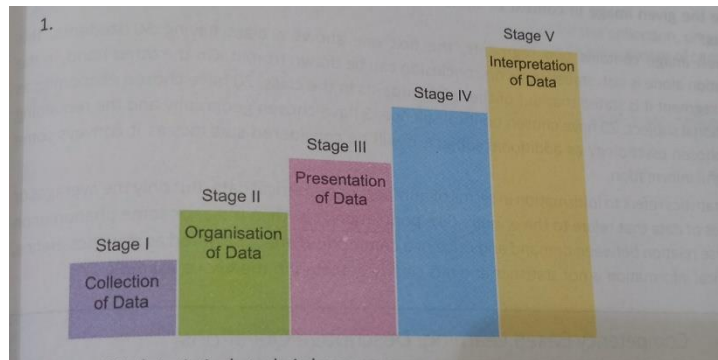 1.
Stage I
Collection
of Data
Stage II
Organisation
of Data
Stage III
Presentation
of Data
Stage IV
Stage V
Interpretation
of Data